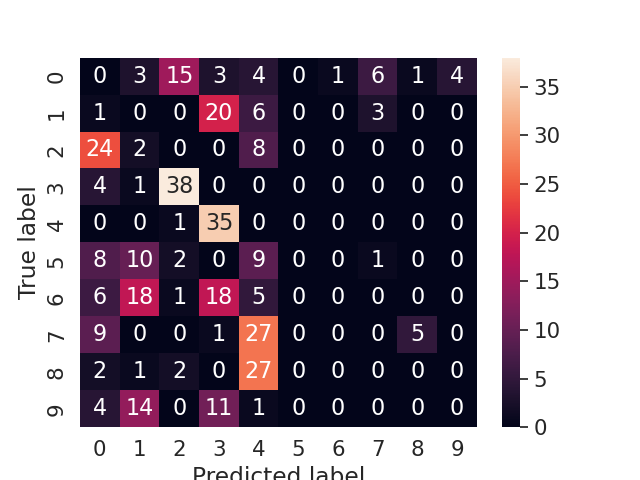 0 0 3 15 3 4 0 1 6 1 4
1 1 0 0 20 6 0 0 3 0 0
2 24 2 0 0 8 0 0 0 0 0
3 4 1 38 0 0 0 0 0 0 0
4 0 0 1 35 0 0 0 0 0 0
5 8 10 2 0 9 0 0 1 0 0
6 6 18 1 18 5 0 0 0 0 0
7 9 0 0 1 27 0 0 0 5 0
8 2 1 2 0 27 0 0 0 0 0
9 4 14 0 11 1 0 0 0 0 0
0 1 2 3 4 5 6 7 8 9
Predicted label
True label
35
30
25
20
15
10
5
0